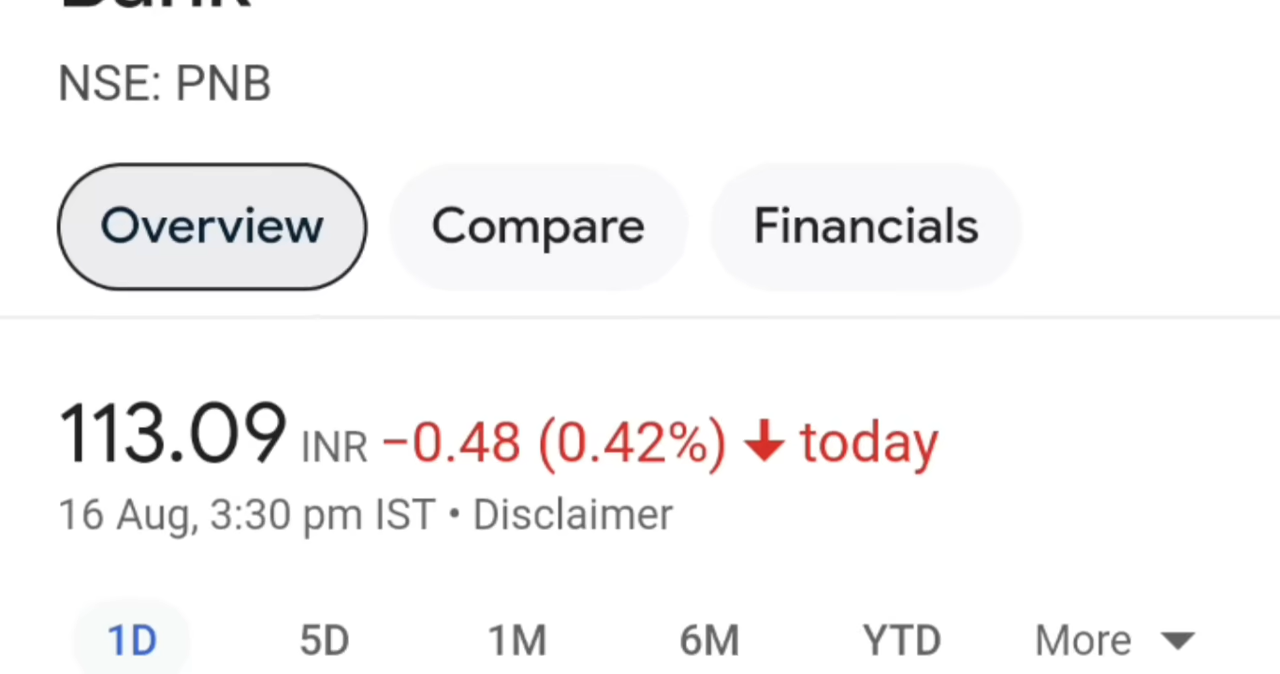 Bank
NSE: PNB
Overview Compare Financials
113.09 INR −0.48 (0.42%) ↓ today
16 Aug, 3:30 pm IST • Disclaimer
1D 5D 1M 6M YTD More